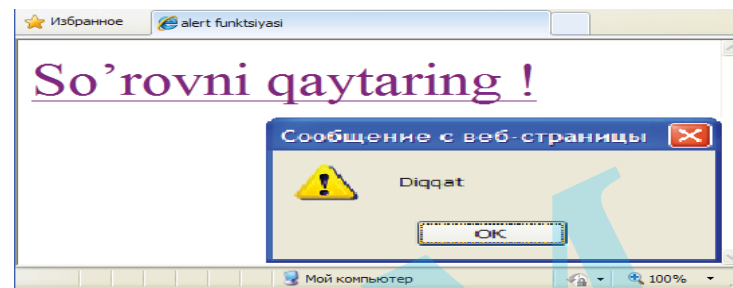 Избранное
alert funktsiyasi
So’rovni qaytaring !
Сообщение с веб-страницы
Diqqat
OK
Мой компьютер
100%